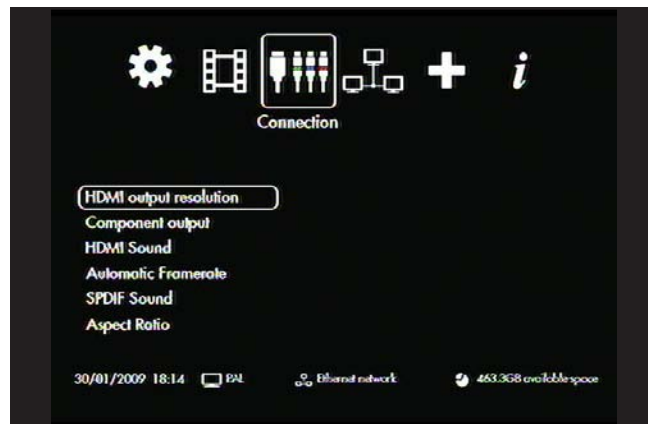 Connection
HDMI output resolution
Component output
HDMI Sound
Automatic Framerate
SPDIF Sound
Aspect Ratio
30/01/2009 18:14 PAL Ethernet network 463.3GB available space